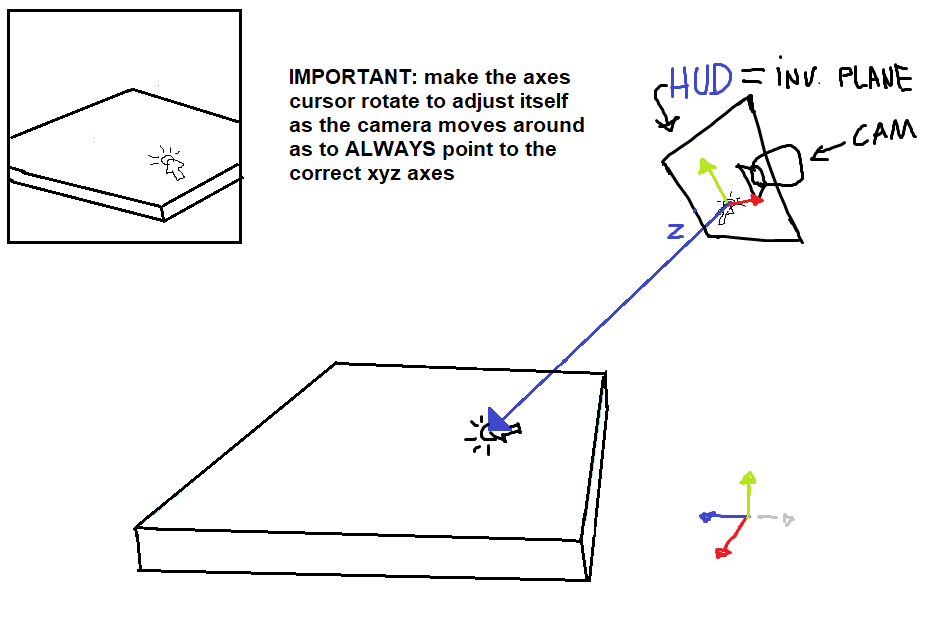 IMPORTANT: make the axes
cursor rotate to adjust itself
as the camera moves around
as to ALWAYS point to the
correct xyz axes
HUD = inv. PLANE
CAM
Z